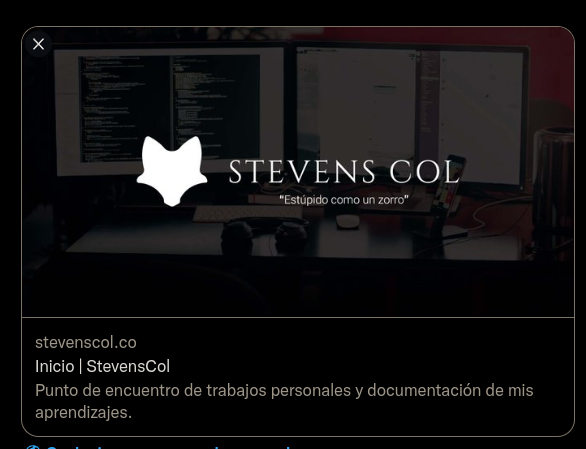 STEVENS COL
"Estúpido como un zorro"
stevenscol.co
Inicio | StevensCol
Punto de encuentro de trabajos personales y documentación de mis
aprendizajes.